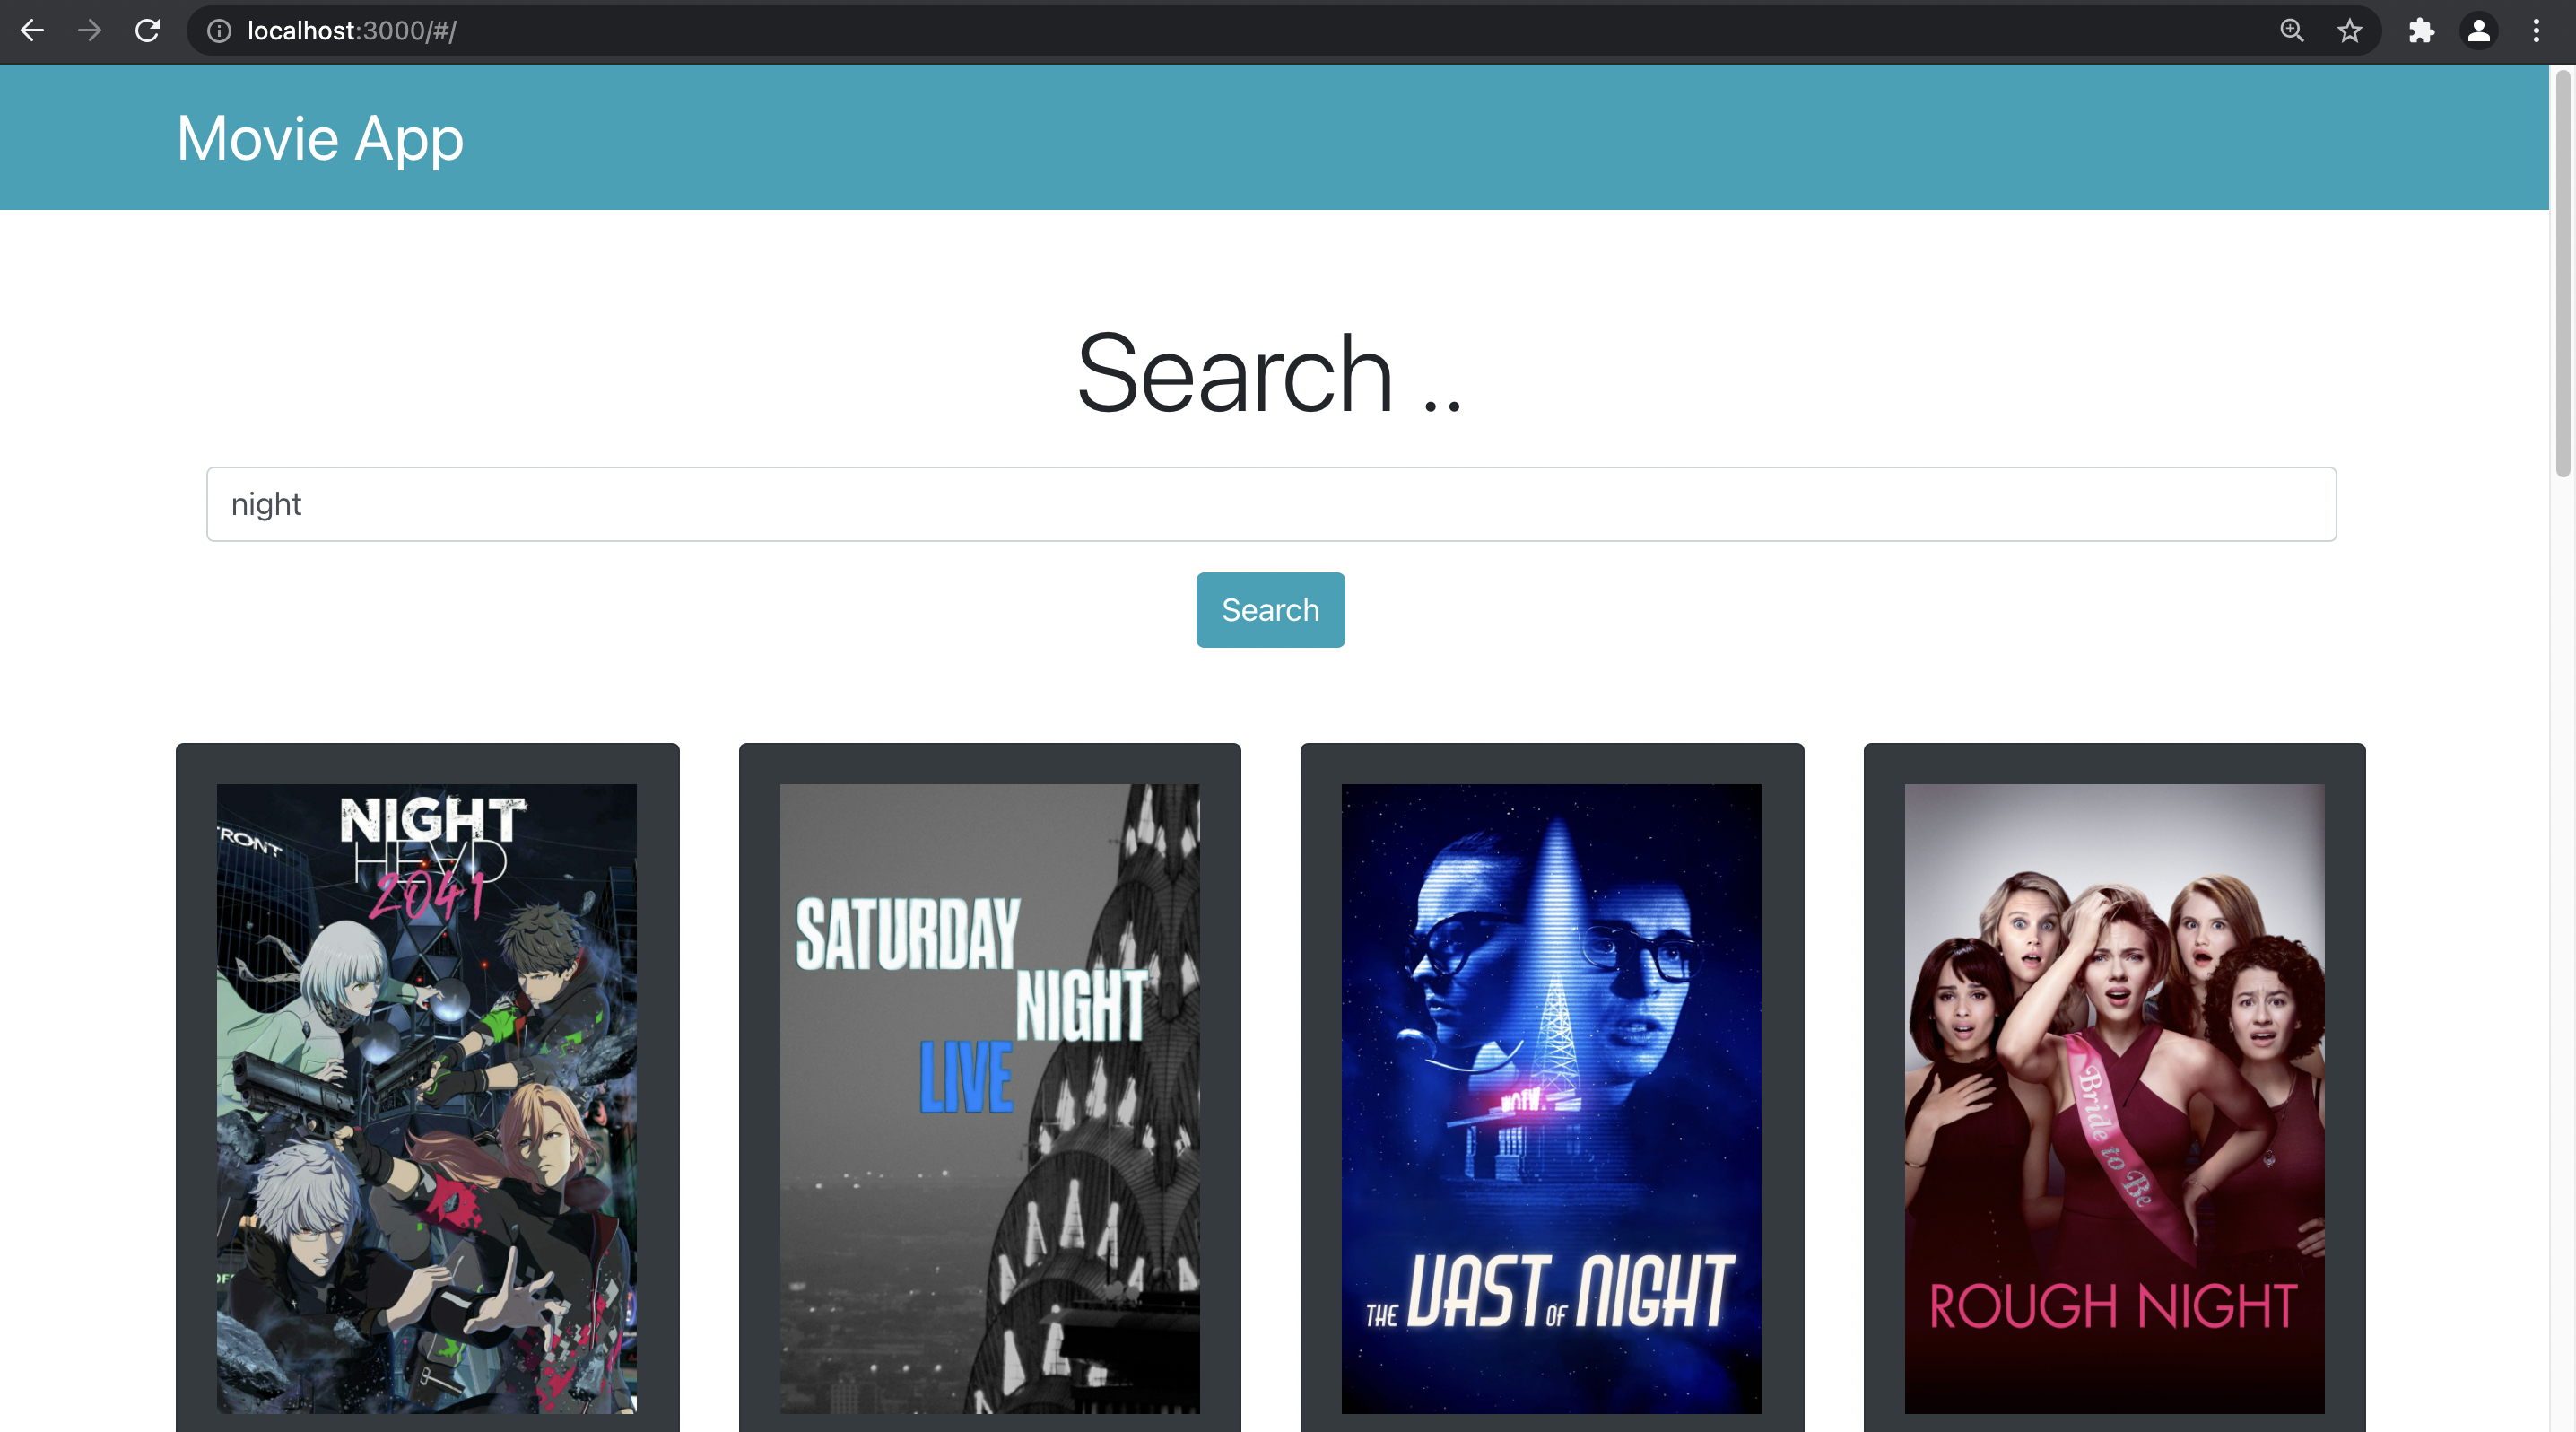 localhost:3000/#/
Movie App
Search ..
night
Search
RONT
NIGHT
HEAD
2041
SATURDAY
NIGHT
LIVE
WOTW
THE VAST OF NIGHT
Bride to Be
ROUGH NIGHT